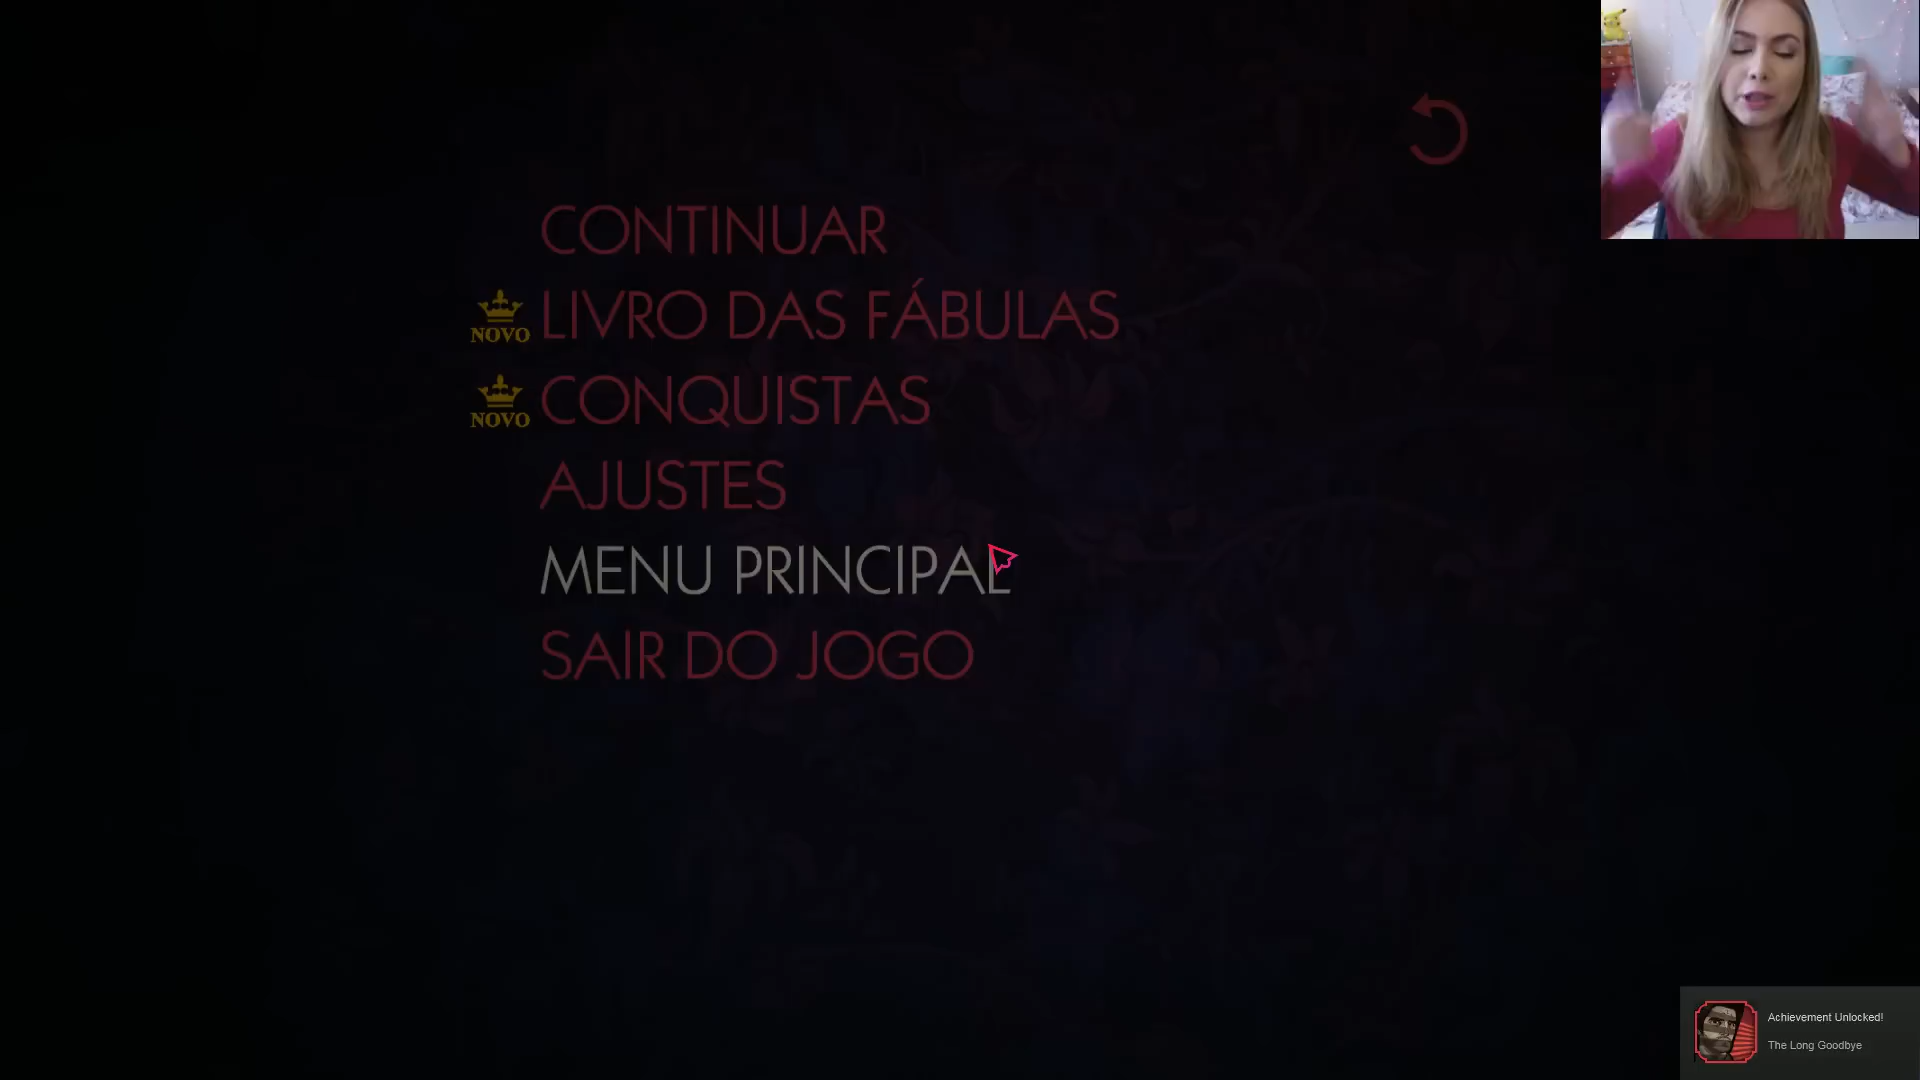 CONTINUAR
NOVO
LIVRO DAS FÁBULAS
NOVO
CONQUISTAS
AJUSTES
MENU PRINCIPAL
SAIR DO JOGO
Achievement Unlocked!
The Long Goodbye